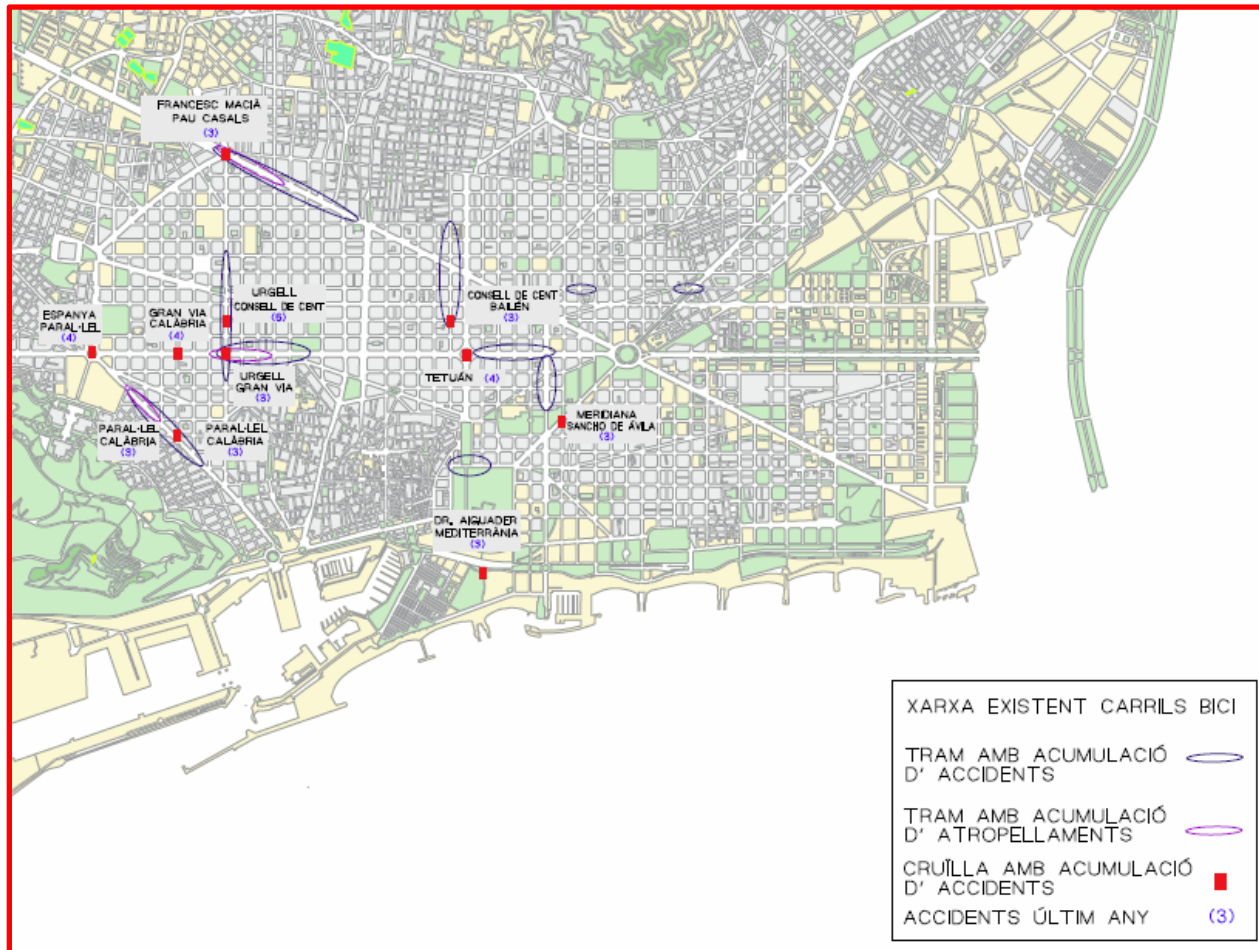 FRANCESC MACIÀ
PAU CASALS
(3)
URGELL
CONSELL DE CENT
(5)
CONSELL DE CENT
BAILÉN
(3)
ESPANYA
PARAL·LEL
(4)
GRAN VIA
CALÀBRIA
(4)
URGELL
GRAN VIA
(3)
TETUÁN (4)
MERIDIANA
SANCHO DE ÁVILA
(3)
PARAL·LEL
CALÀBRIA
(3)
PARAL·LEL
CALÀBRIA
(3)
DR. AIGUADER
MEDITERRÀNIA
(3)
XARXA EXISTENT CARRILS BICI
TRAM AMB ACUMULACIÓ
D' ACCIDENTS
TRAM AMB ACUMULACIÓ
D' ATROPELLAMENTS
CRUÏLLA AMB ACUMULACIÓ
D' ACCIDENTS
ACCIDENTS ÚLTIM ANY (3)